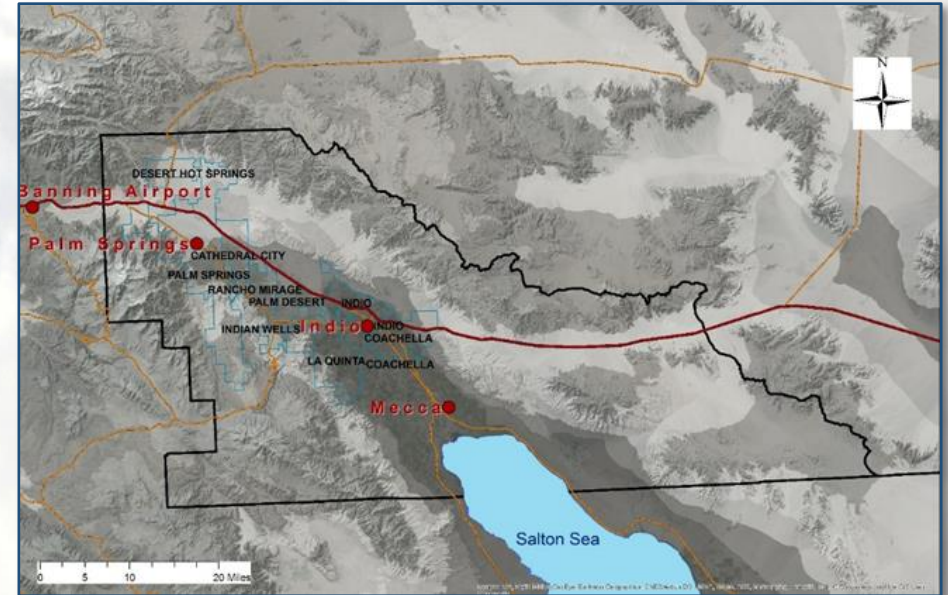 N
DESERT HOT SPRINGS
Banning Airport
Palm Springs
CATHEDRAL CITY
PALM SPRINGS
RANCHO MIRAGE
PALM DESERT
INDIO
INDIAN WELLS
Indio
INDIO
COACHELLA
LA QUINTA
COACHELLA
Mecca
Salton Sea
0 5 10 20 Miles